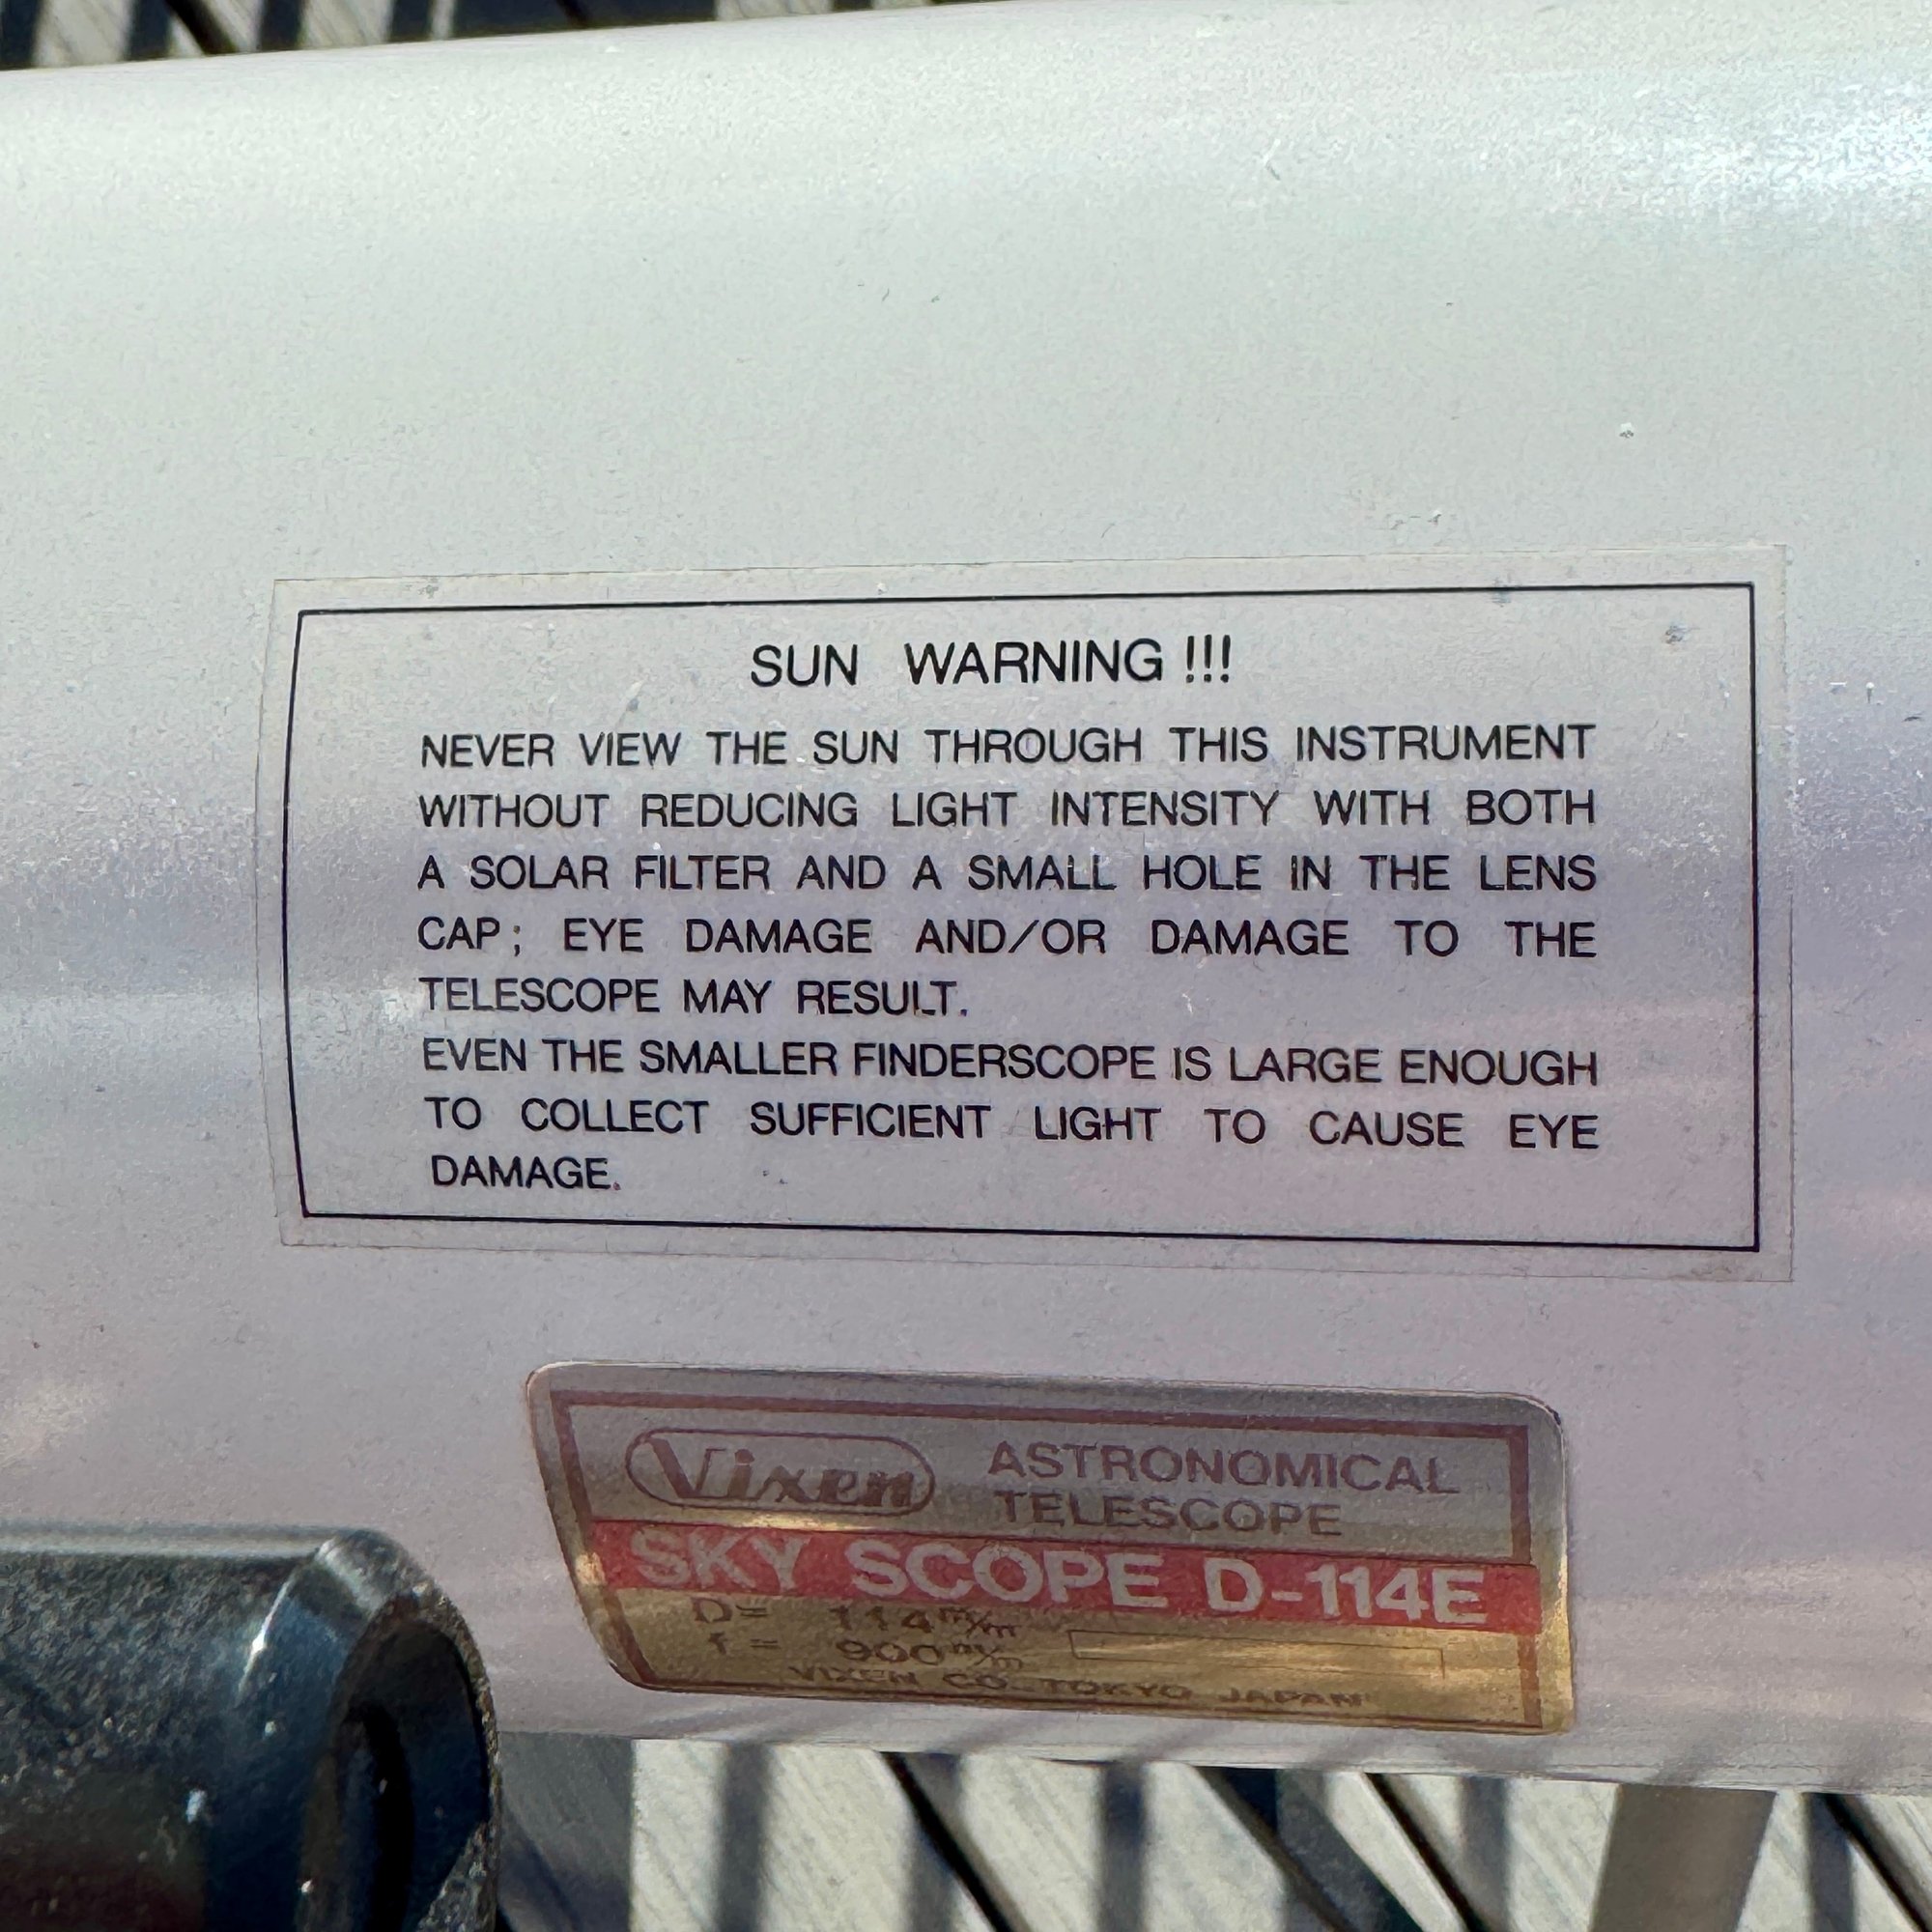 SUN WARNING !!!
NEVER VIEW THE SUN THROUGH THIS INSTRUMENT
WITHOUT REDUCING LIGHT INTENSITY WITH BOTH
A SOLAR FILTER AND A SMALL HOLE IN THE LENS
CAP; EYE DAMAGE AND/OR DAMAGE TO THE
TELESCOPE MAY RESULT.
EVEN THE SMALLER FINDERSCOPE IS LARGE ENOUGH
TO COLLECT SUFFICIENT LIGHT TO CAUSE EYE
DAMAGE.
Vixen ASTRONOMICAL
TELESCOPE
SKY SCOPE D-114E
D= 114m/m
f= 900m/m
VIXEN CO. TOKYO JAPAN